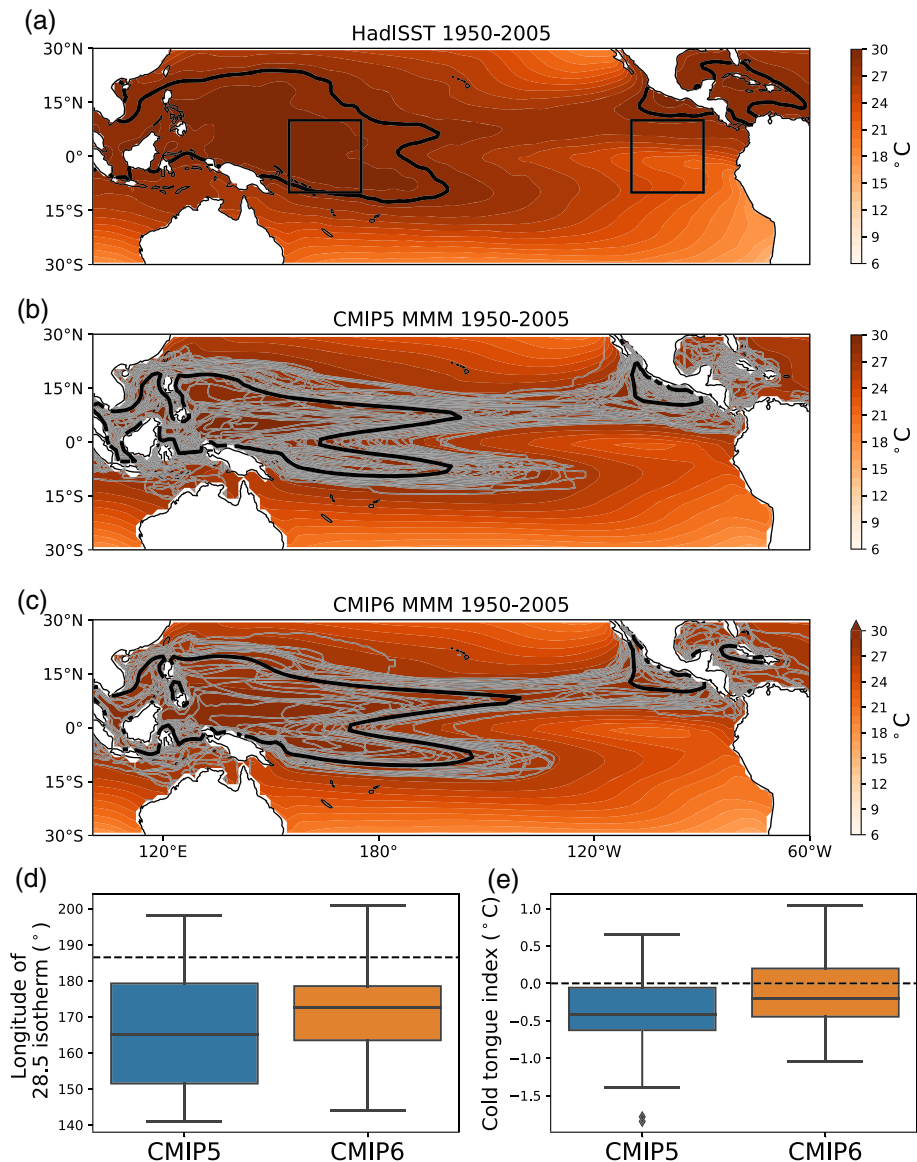 (a)
HadISST 1950-2005
30°N
15°N
0°
15°S
30°S
30
27
24
21
18
15
12
9
6
°C
(b)
CMIP5 MMM 1950-2005
30°N
15°N
0°
15°S
30°S
30
27
24
21
18
15
12
9
6
°C
(c)
CMIP6 MMM 1950-2005
30°N
15°N
0°
15°S
30°S
120°E
180°
120°W
60°W
30
27
24
21
18
15
12
9
6
°C
(d)
Longitude of
28.5 isotherm (°)
200
190
180
170
160
150
140
CMIP5
CMIP6
(e)
Cold tongue index (°C)
1.0
0.5
0.0
−0.5
−1.0
−1.5
CMIP5
CMIP6